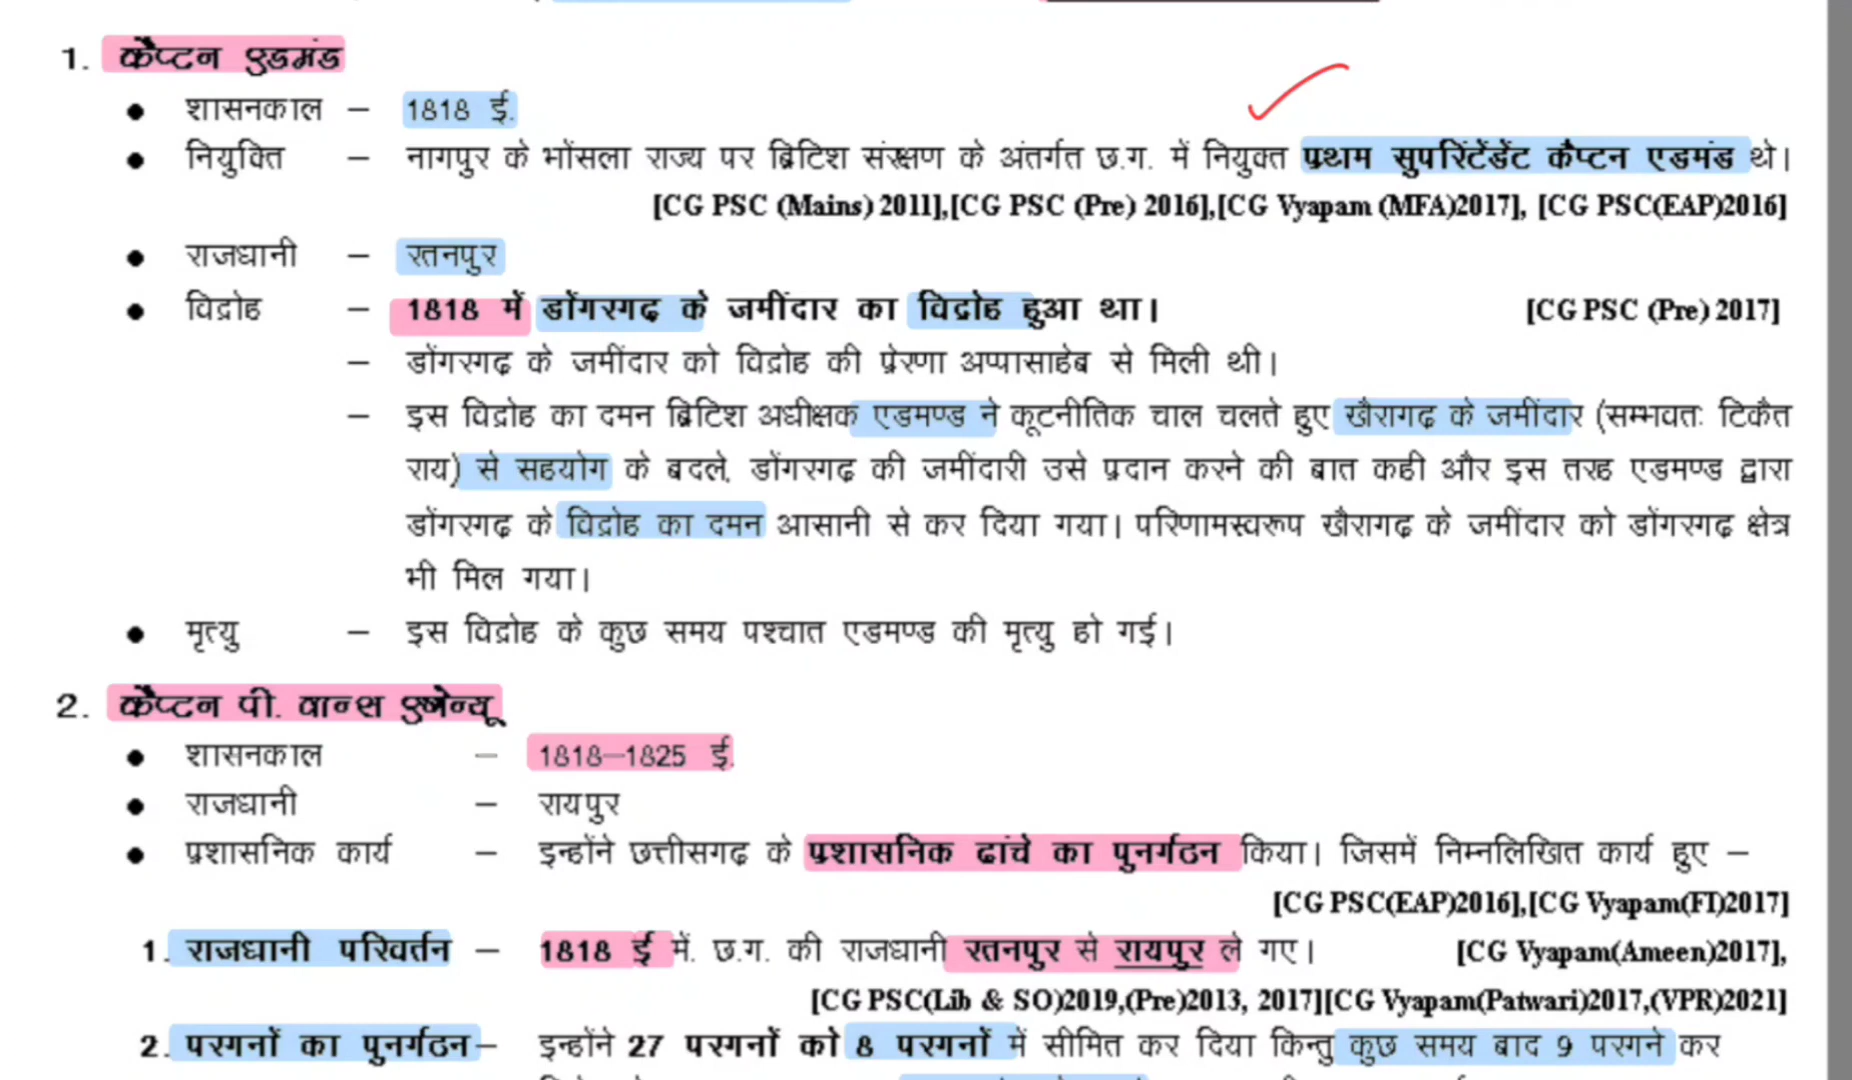 1. कैप्टन एडमंड
● शासनकाल – 1818 ई.
● नियुक्ति – नागपुर के भोंसला राज्य पर ब्रिटिश संरक्षण के अंतर्गत छ.ग. में नियुक्त प्रथम सुपरिंटेंडेंट कैप्टन एडमंड थे।
[CG PSC (Mains) 2011],[CG PSC (Pre) 2016],[CG Vyapam (MFA)2017], [CG PSC(EAP)2016]
● राजधानी – रतनपुर
● विद्रोह – 1818 में डोंगरगढ़ के जमींदार का विद्रोह हुआ था। [CG PSC (Pre) 2017]
– डोंगरगढ़ के जमींदार को विद्रोह की प्रेरणा अप्पासाहेब से मिली थी।
– इस विद्रोह का दमन ब्रिटिश अधीक्षक एडमण्ड ने कूटनीतिक चाल चलते हुए खैरागढ़ के जमींदार (सम्भवतः टिकैत
राय) से सहयोग के बदले, डोंगरगढ़ की जमींदारी उसे प्रदान करने की बात कही और इस तरह एडमण्ड द्वारा
डोंगरगढ़ के विद्रोह का दमन आसानी से कर दिया गया। परिणामस्वरूप खैरागढ़ के जमींदार को डोंगरगढ़ क्षेत्र
भी मिल गया।
● मृत्यु – इस विद्रोह के कुछ समय पश्चात एडमण्ड की मृत्यु हो गई।
2. कैप्टन पी. वान्स एग्नेन्यू
● शासनकाल – 1818–1825 ई.
● राजधानी – रायपुर
● प्रशासनिक कार्य – इन्होंने छत्तीसगढ़ के प्रशासनिक ढांचे का पुनर्गठन किया। जिसमें निम्नलिखित कार्य हुए –
[CG PSC(EAP)2016],[CG Vyapam(FI)2017]
1. राजधानी परिवर्तन – 1818 ई में. छ.ग. की राजधानी रतनपुर से रायपुर ले गए। [CG Vyapam(Ameen)2017],
[CG PSC(Lib & SO)2019,(Pre)2013, 2017][CG Vyapam(Patwari)2017,(VPR)2021]
2. परगनों का पुनर्गठन– इन्होंने 27 परगनों को 8 परगनों में सीमित कर दिया किन्तु कुछ समय बाद 9 परगने कर